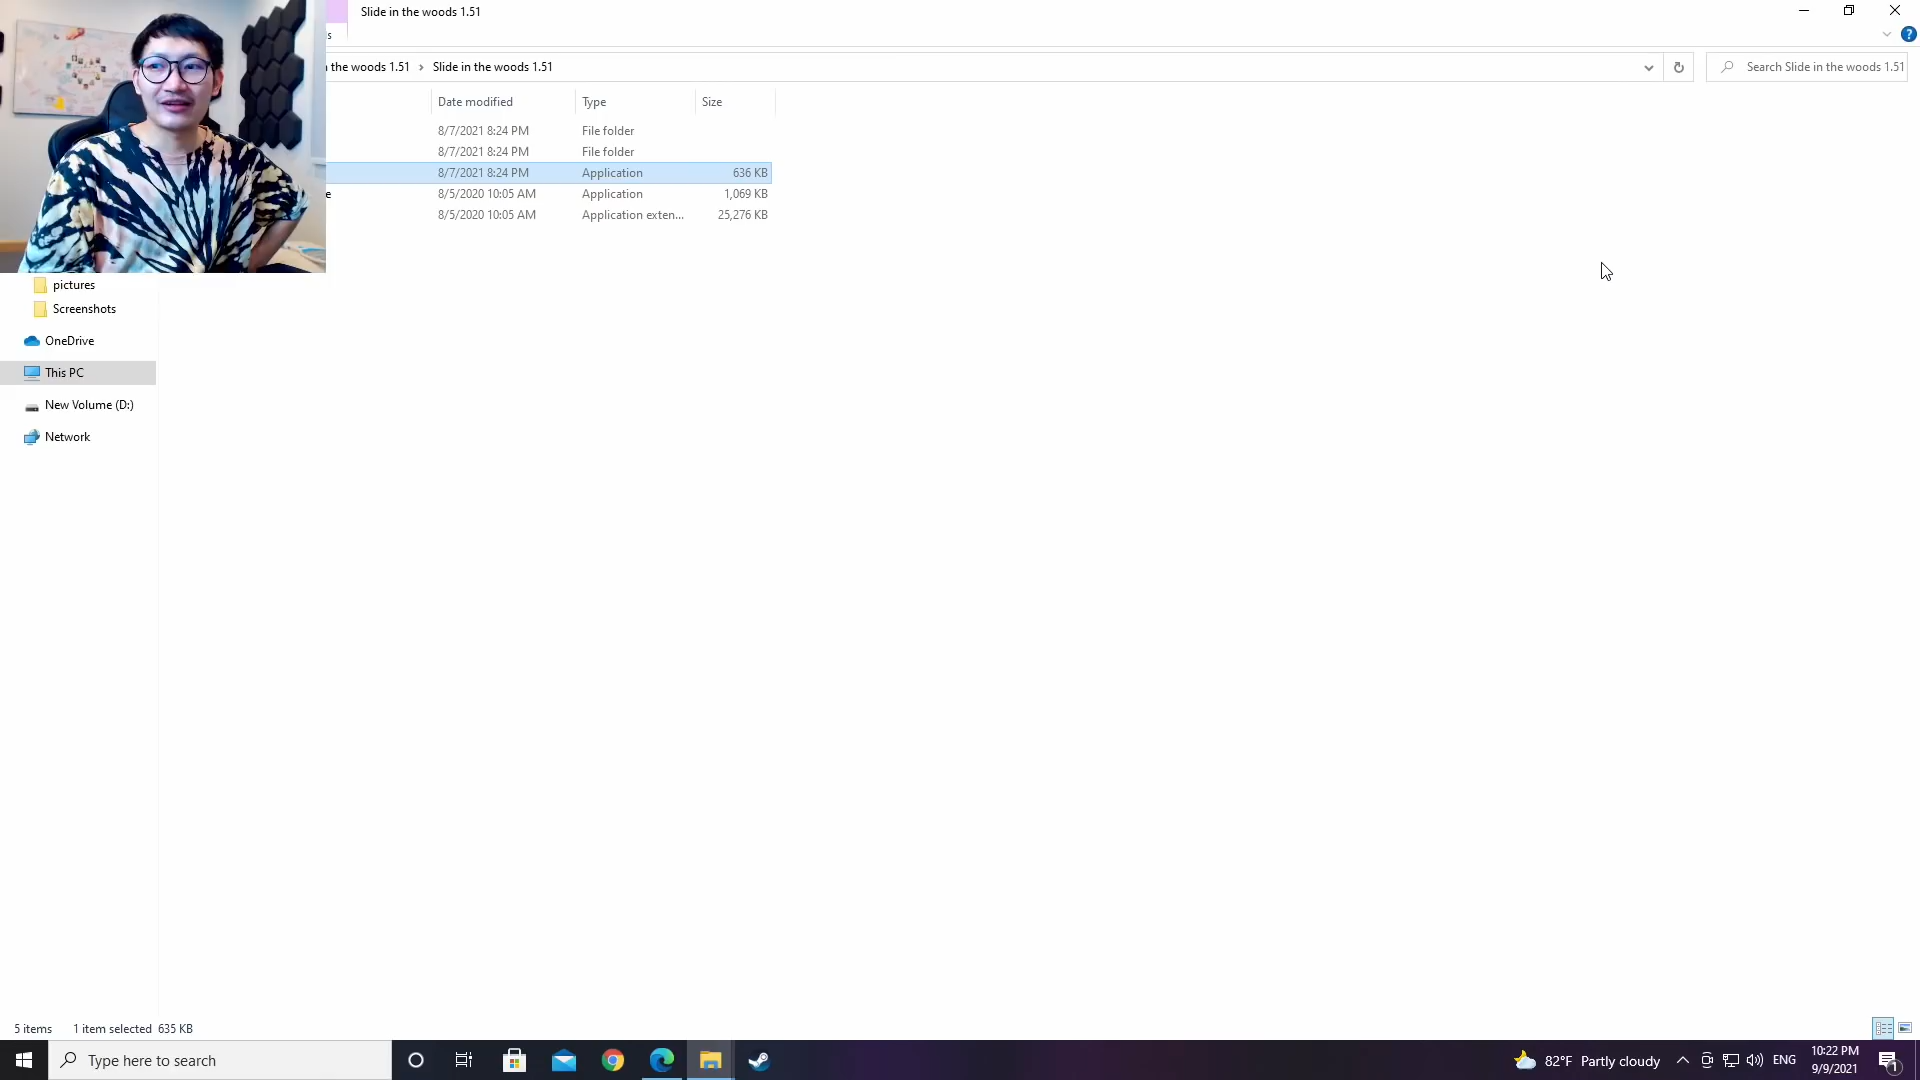 Slide in the woods 1.51
s
the woods 1.51 > Slide in the woods 1.51
Search Slide in the woods 1.51
Date modified Type Size
8/7/2021 8:24 PM File folder
8/7/2021 8:24 PM File folder
8/7/2021 8:24 PM Application 636 KB
e 8/5/2020 10:05 AM Application 1,069 KB
8/5/2020 10:05 AM Application exten... 25,276 KB
pictures
Screenshots
OneDrive
This PC
New Volume (D:)
Network
5 items 1 item selected 635 KB
Type here to search
82°F Partly cloudy
ENG
10:22 PM
9/9/2021
1